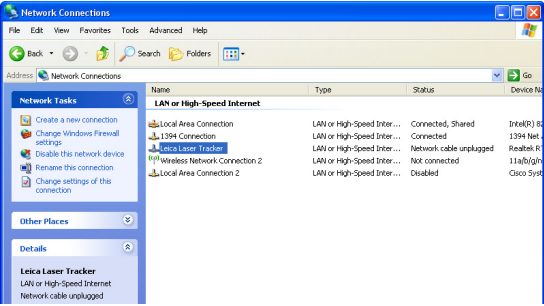 Network Connections
File Edit View Favorites Tools Advanced Help
Back Search Folders
Address Network Connections Go
Name Type Status Device Na
LAN or High-Speed Internet
Local Area Connection LAN or High-Speed Inter... Connected, Shared Intel(R) 82
1394 Connection LAN or High-Speed Inter... Connected 1394 Net
Leica Laser Tracker LAN or High-Speed Inter... Network cable unplugged Realtek R
Wireless Network Connection 2 LAN or High-Speed Inter... Not connected 11a/b/g/n
Local Area Connection 2 LAN or High-Speed Inter... Disabled Cisco Syst
Network Tasks
Create a new connection
Change Windows Firewall
settings
Disable this network device
Rename this connection
Change settings of this
connection
Other Places
Details
Leica Laser Tracker
LAN or High-Speed Internet
Network cable unplugged